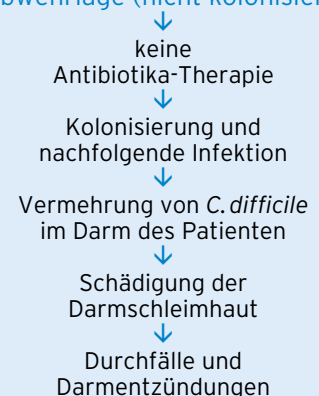 (nicht
↓
keine
Antibiotika-Therapie
↓
Kolonisierung und
nachfolgende Infektion
↓
Vermehrung von C. difficile
im Darm des Patienten
↓
Schädigung der
Darmschleimhaut
↓
Durchfälle und
Darmentzündungen